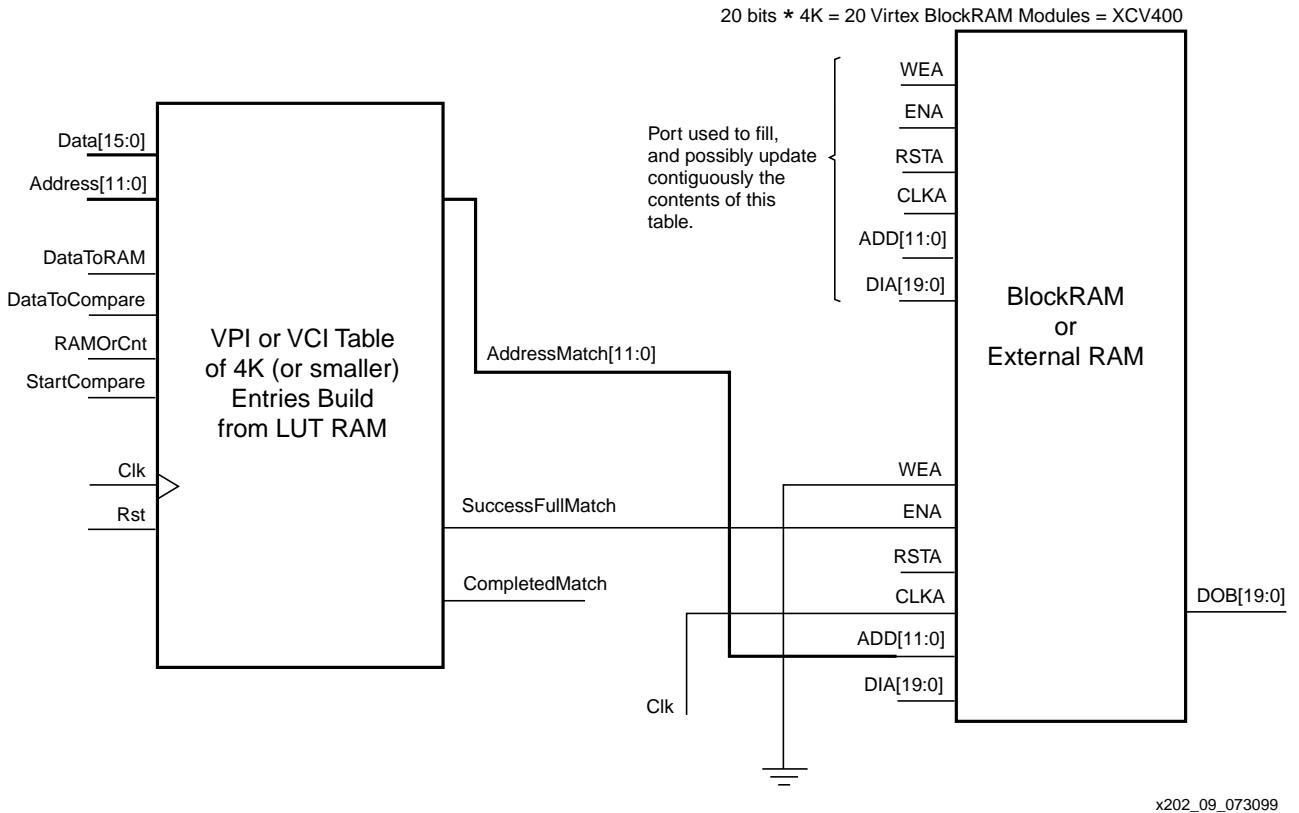 20 bits * 4K = 20 Virtex BlockRAM Modules = XCV400
WEA
ENA
RSTA
CLKA
ADD[11:0]
DIA[19:0]
Port used to fill,
and possibly update
contiguously the
contents of this
table.
Data[15:0]
Address[11:0]
DataToRAM
DataToCompare
RAMOrCnt
StartCompare
Clk
Rst
VPI or VCI Table
of 4K (or smaller)
Entries Build
from LUT RAM
AddressMatch[11:0]
SuccessFullMatch
CompletedMatch
BlockRAM
or
External RAM
WEA
ENA
RSTA
CLKA
ADD[11:0]
DIA[19:0]
Clk
DOB[19:0]
x202_09_073099